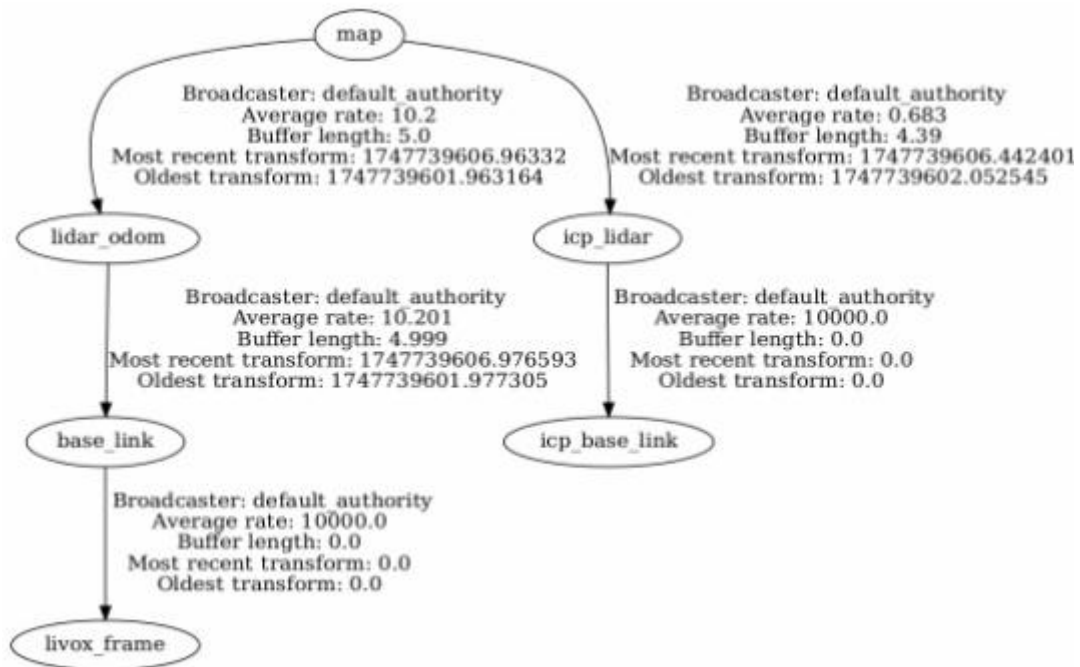 map
Broadcaster: default_authority
Average rate: 10.2
Buffer length: 5.0
Most recent transform: 1747739606.96332
Oldest transform: 1747739601.963164
Broadcaster: default_authority
Average rate: 0.683
Buffer length: 4.39
Most recent transform: 1747739606.442401
Oldest transform: 1747739602.052545
lidar_odom
icp_lidar
Broadcaster: default_authority
Average rate: 10.201
Buffer length: 4.999
Most recent transform: 1747739606.976593
Oldest transform: 1747739601.977305
Broadcaster: default_authority
Average rate: 10000.0
Buffer length: 0.0
Most recent transform: 0.0
Oldest transform: 0.0
base_link
icp_base_link
Broadcaster: default_authority
Average rate: 10000.0
Buffer length: 0.0
Most recent transform: 0.0
Oldest transform: 0.0
livox_frame